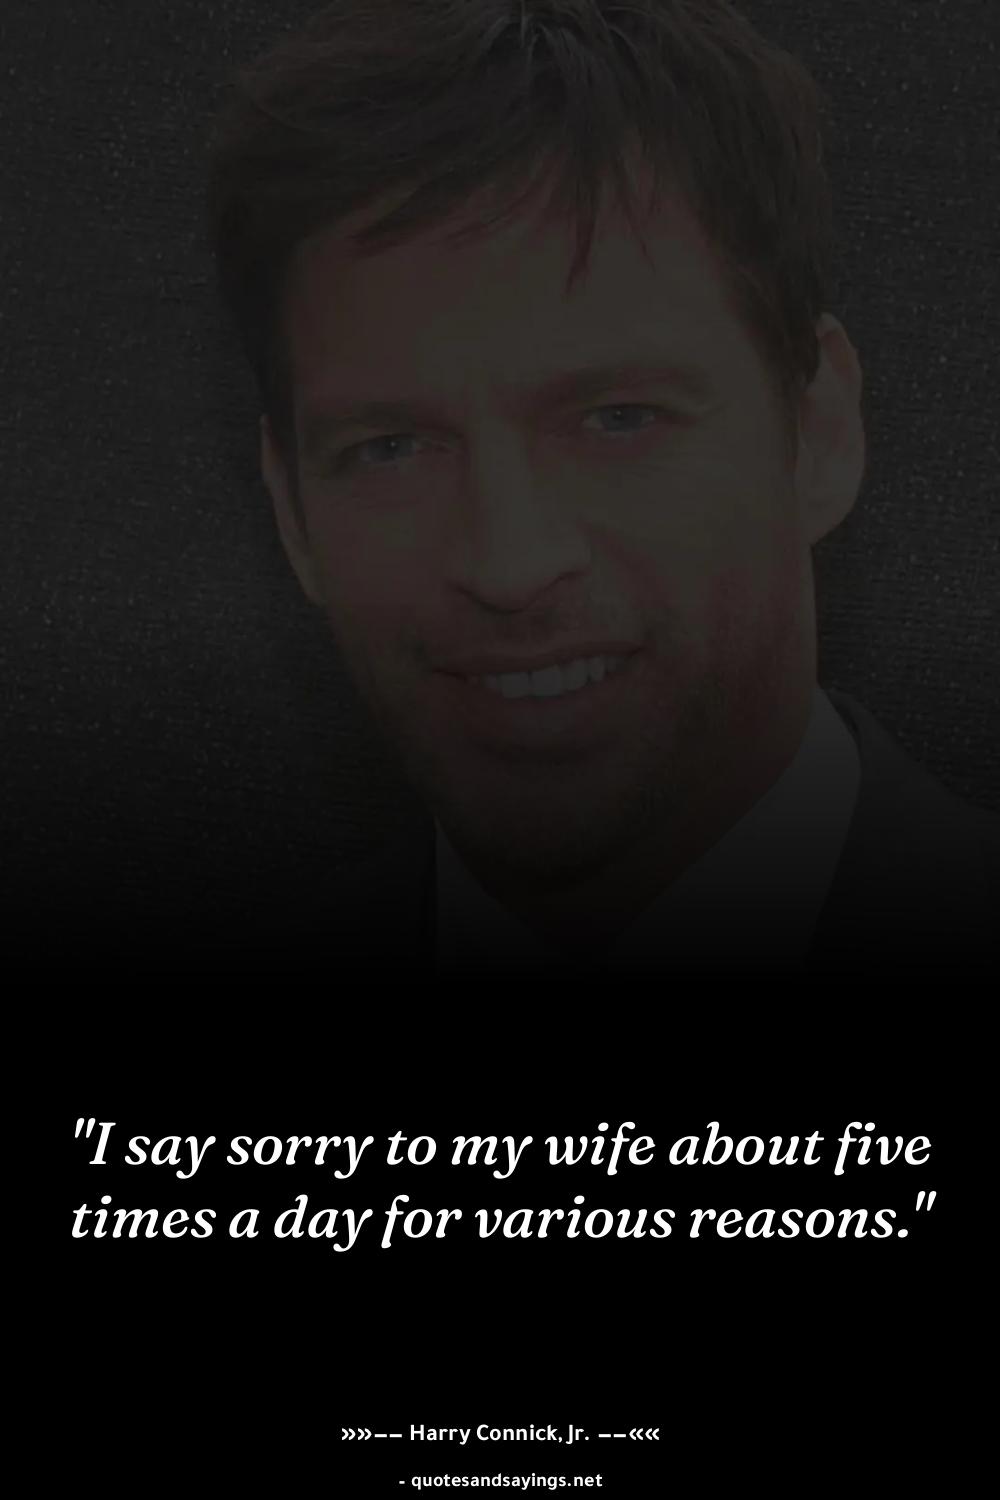 "I say sorry to my wife about five
times a day for various reasons."
»»−− Harry Connick, Jr. −−««
- quotesandsayings.net